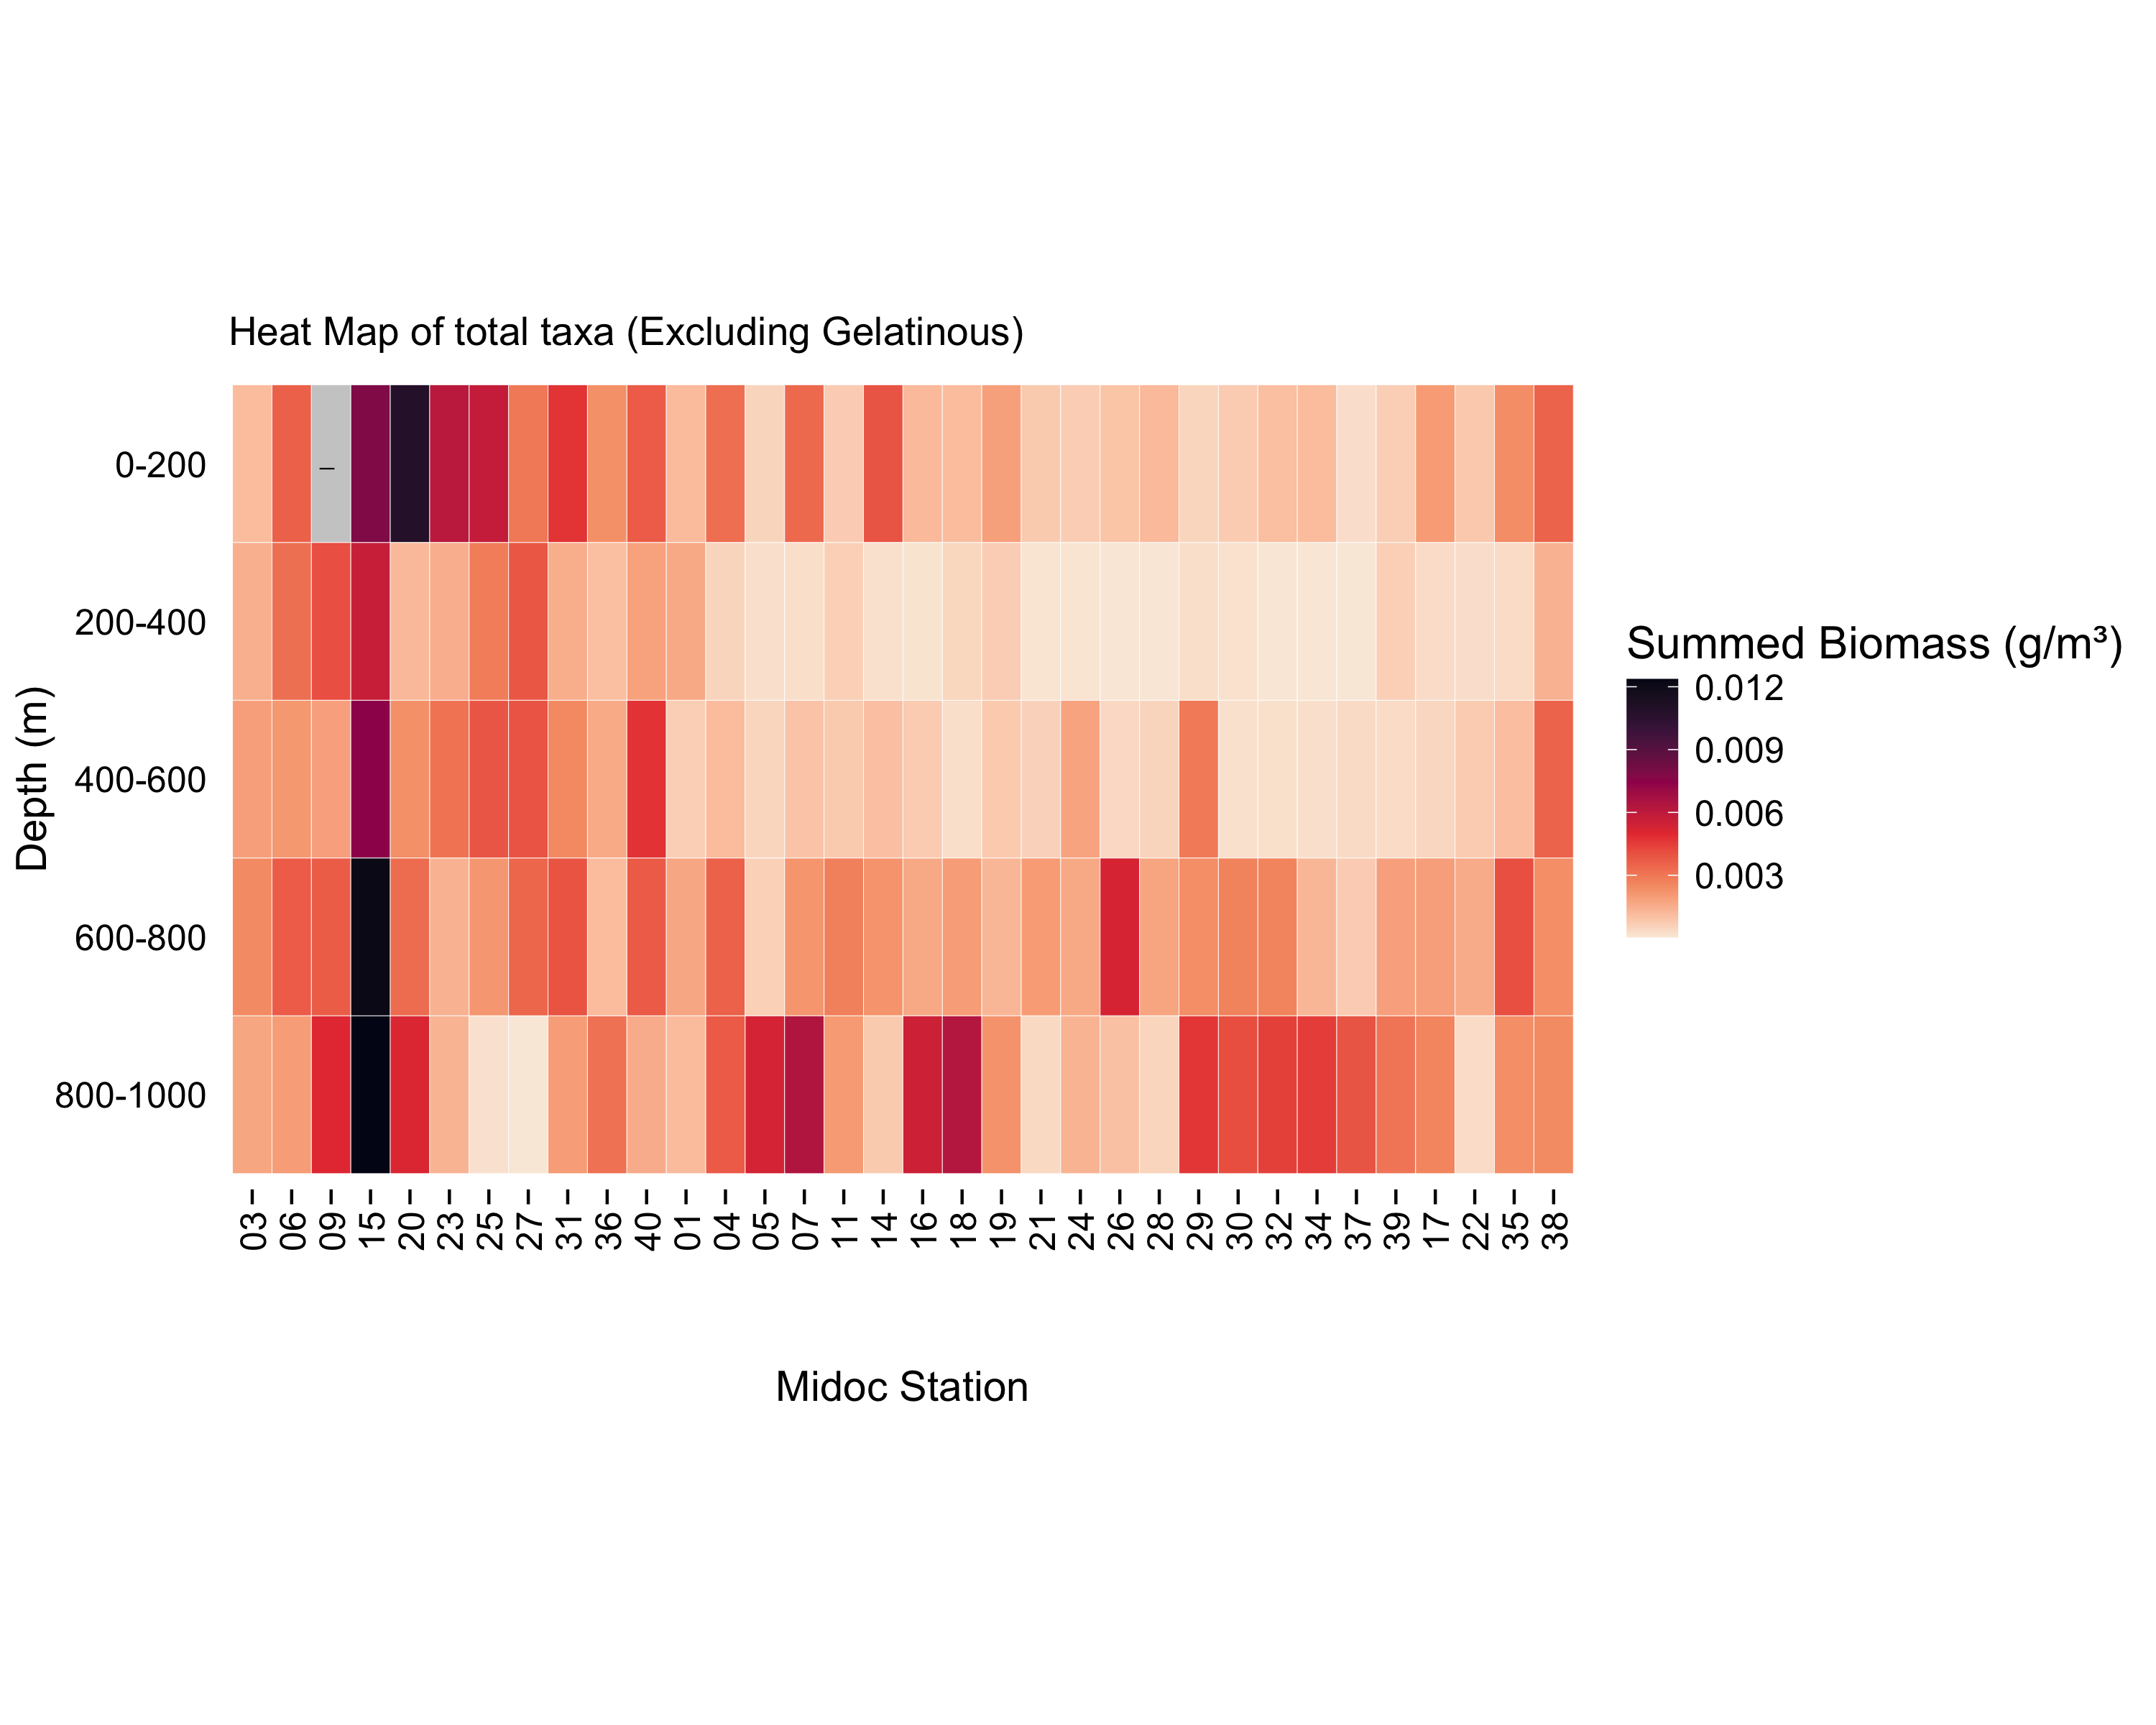 Heat Map of total taxa (Excluding Gelatinous)
Depth (m)
0-200
200-400
400-600
600-800
800-1000
–
03- 06- 09- 15- 20- 23- 25- 27- 31- 36- 40- 01- 04- 05- 07- 11- 14- 16- 18- 19- 21- 24- 26- 28- 29- 30- 32- 34- 37- 39- 17- 22- 35- 38-
Midoc Station
Summed Biomass (g/m³)
0.012
0.009
0.006
0.003